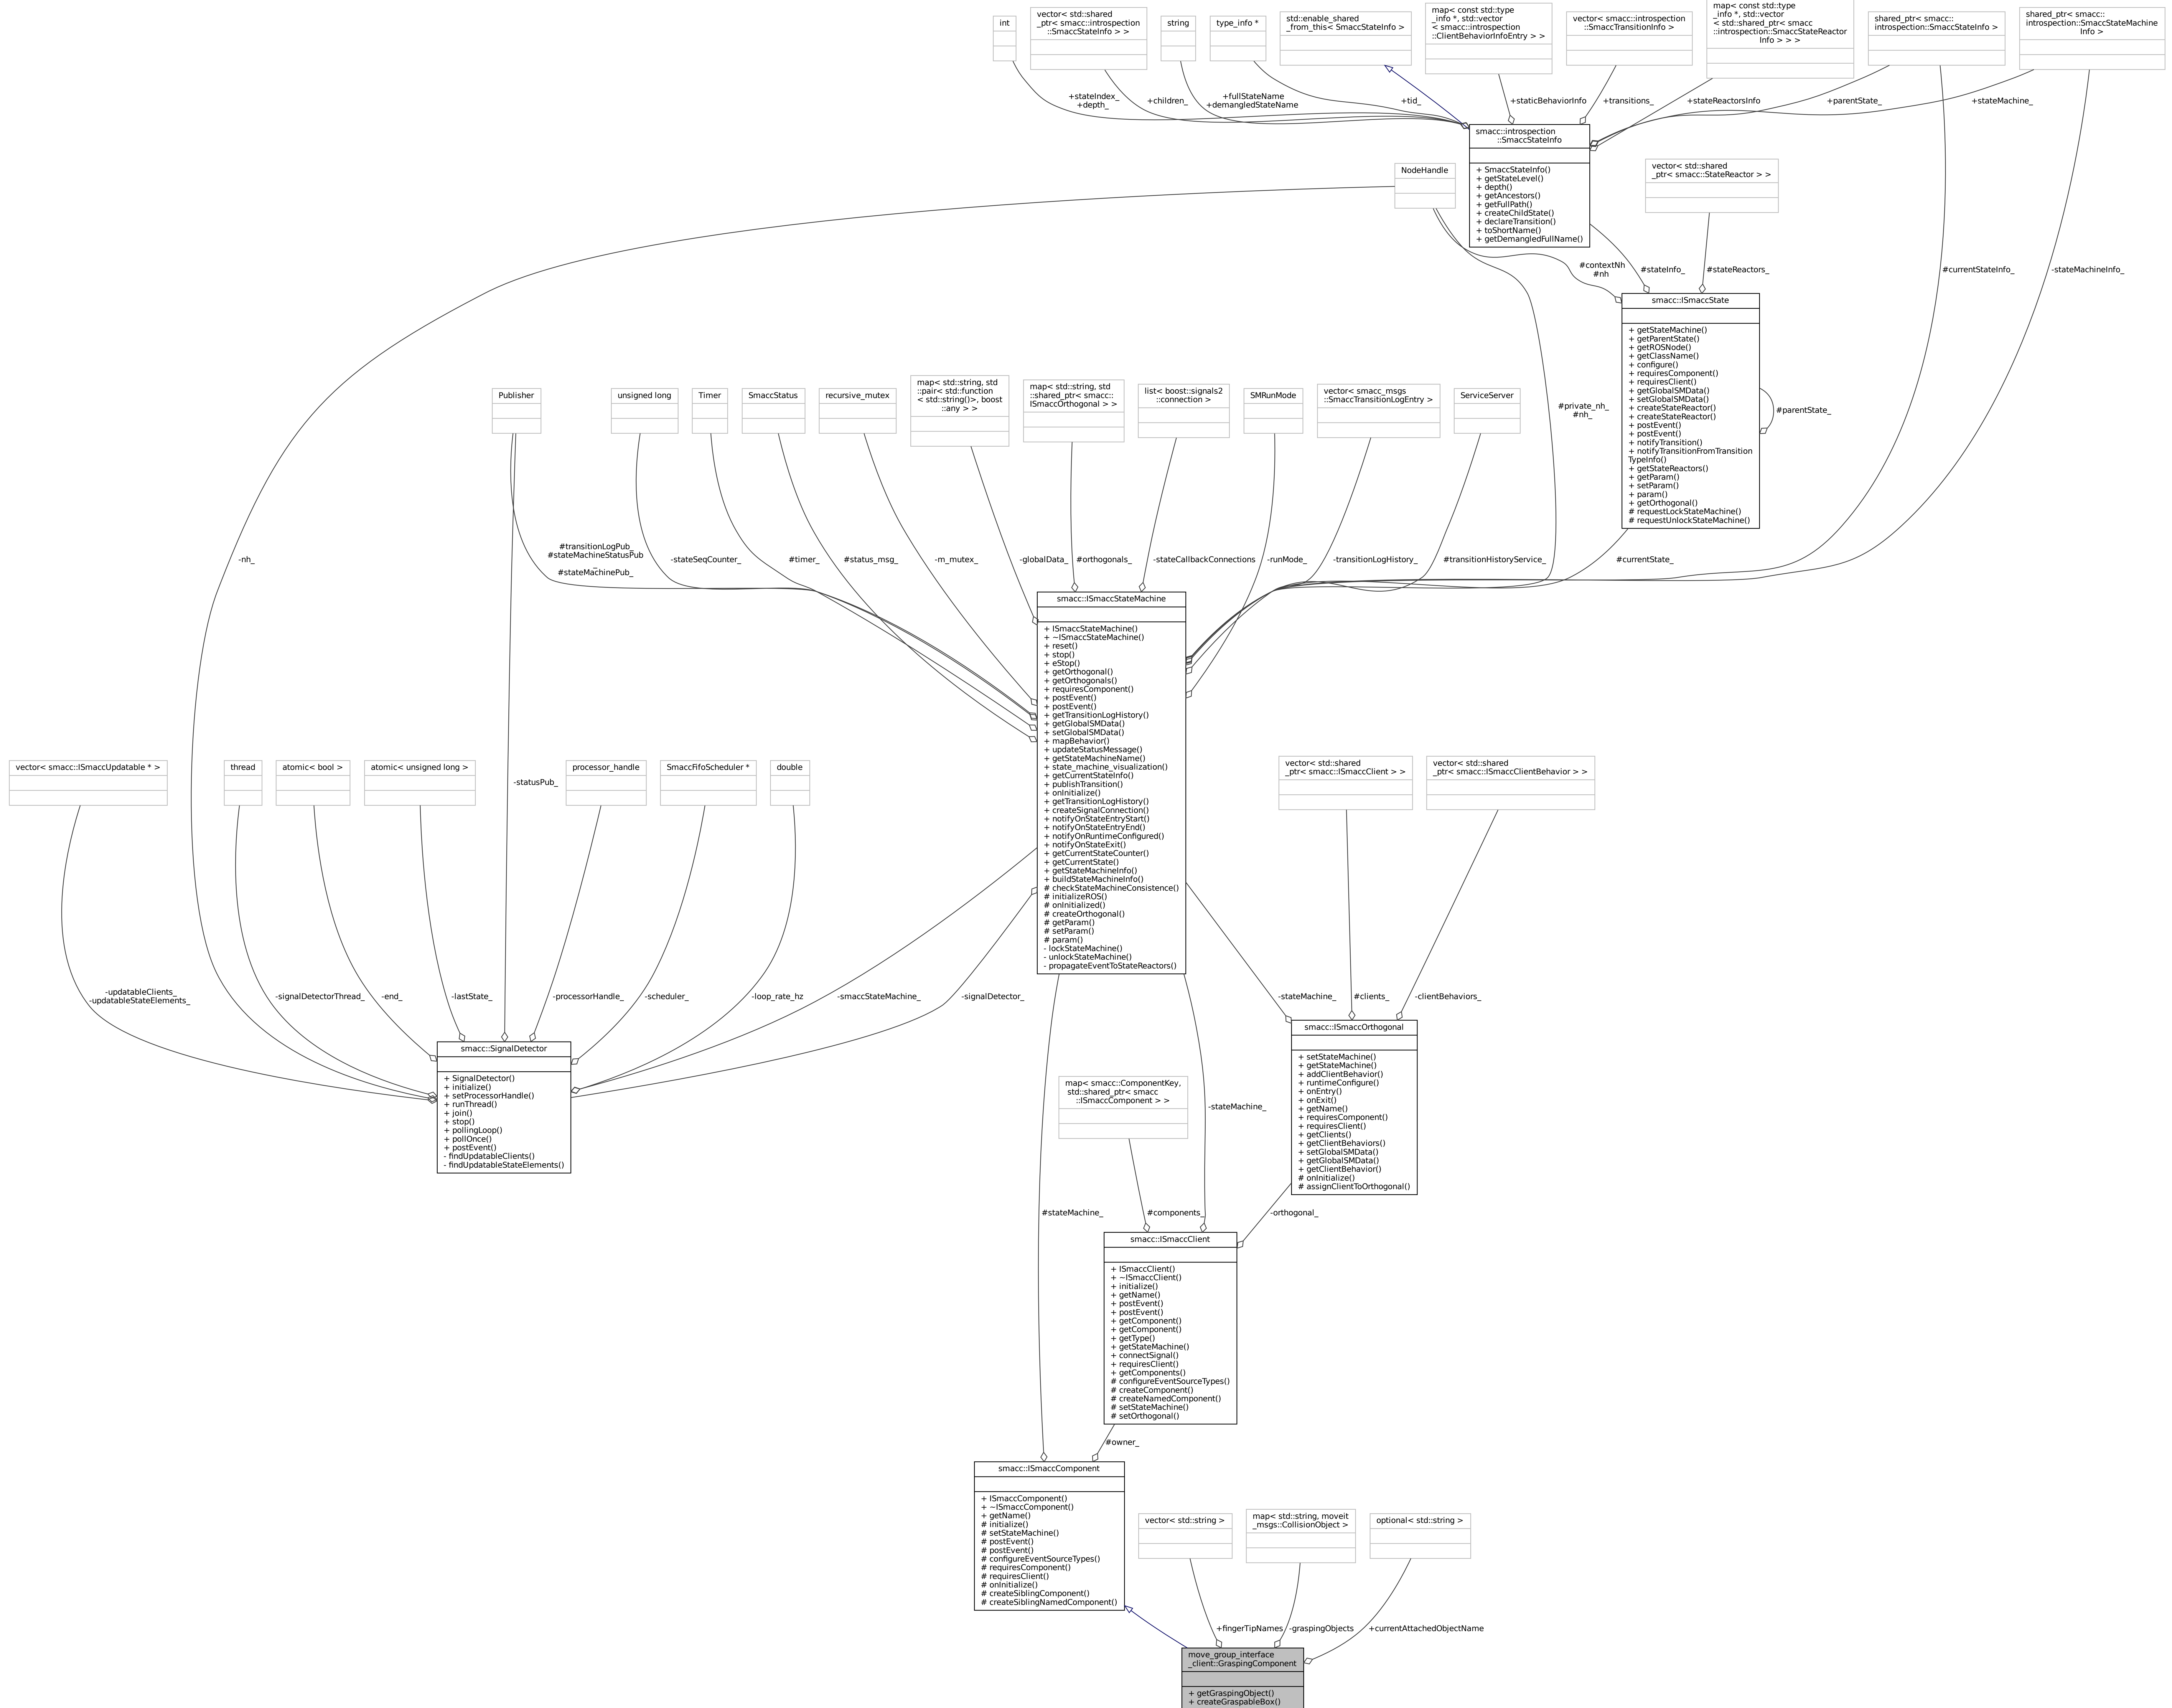 int
vector< std::shared
_ptr< smacc::introspection
::SmaccStateInfo > >
string
type_info *
std::enable_shared
_from_this< SmaccStateInfo >
map< const std::type
_info *, std::vector
< smacc::introspection
::ClientBehaviorInfoEntry > >
vector< smacc::introspection
::SmaccTransitionInfo >
map< const std::type
_info *, std::vector
< std::shared_ptr< smacc
::introspection::SmaccStateReactor
Info > > >
shared_ptr< smacc::
introspection::SmaccStateInfo >
shared_ptr< smacc::
introspection::SmaccStateMachine
Info >
+stateIndex_
+depth_
+children_
+fullStateName
+demangledStateName
+tid_
+staticBehaviorInfo
+transitions_
+stateReactorsInfo
+parentState_
+stateMachine_
smacc::introspection
::SmaccStateInfo
+ SmaccStateInfo()
+ getStateLevel()
+ depth()
+ getAncestors()
+ getFullPath()
+ createChildState()
+ declareTransition()
+ toShortName()
+ getDemangledFullName()
NodeHandle
vector< std::shared
_ptr< smacc::StateReactor > >
#contextNh
#nh
#stateInfo_
#stateReactors_
#currentStateInfo_
-stateMachineInfo_
smacc::ISmaccState
+ getStateMachine()
+ getParentState()
+ getROSNode()
+ getClassName()
+ configure()
+ requiresComponent()
+ requiresClient()
+ getGlobalSMData()
+ setGlobalSMData()
+ createStateReactor()
+ createStateReactor()
+ postEvent()
+ postEvent()
+ notifyTransition()
+ notifyTransitionFromTransition
TypeInfo()
+ getStateReactors()
+ getParam()
+ setParam()
+ param()
+ getOrthogonal()
# requestLockStateMachine()
# requestUnlockStateMachine()
#parentState_
#private_nh_
#nh_
Publisher
unsigned long
Timer
SmaccStatus
recursive_mutex
map< std::string, std
::pair< std::function
< std::string()>, boost
::any > >
map< std::string, std
::shared_ptr< smacc::
ISmaccOrthogonal > >
list< boost::signals2
::connection >
SMRunMode
vector< smacc_msgs
::SmaccTransitionLogEntry >
ServiceServer
-nh_
#transitionLogPub_
#stateMachineStatusPub
_
#stateMachinePub_
-stateSeqCounter_
#timer_
#status_msg_
-m_mutex_
-globalData_
#orthogonals_
-stateCallbackConnections
-runMode_
-transitionLogHistory_
#transitionHistoryService_
#currentState_
smacc::ISmaccStateMachine
+ ISmaccStateMachine()
+ ~ISmaccStateMachine()
+ reset()
+ stop()
+ eStop()
+ getOrthogonal()
+ getOrthogonals()
+ requiresComponent()
+ postEvent()
+ postEvent()
+ getTransitionLogHistory()
+ getGlobalSMData()
+ setGlobalSMData()
+ mapBehavior()
+ updateStatusMessage()
+ getStateMachineName()
+ state_machine_visualization()
+ getCurrentStateInfo()
+ publishTransition()
+ onInitialize()
+ getTransitionLogHistory()
+ createSignalConnection()
+ notifyOnStateEntryStart()
+ notifyOnStateEntryEnd()
+ notifyOnRuntimeConfigured()
+ notifyOnStateExit()
+ getCurrentStateCounter()
+ getCurrentState()
+ getStateMachineInfo()
+ buildStateMachineInfo()
# checkStateMachineConsistence()
# initializeROS()
# onInitialized()
# createOrthogonal()
# getParam()
# setParam()
# param()
- lockStateMachine()
- unlockStateMachine()
- propagateEventToStateReactors()
vector< smacc::ISmaccUpdatable * >
thread
atomic< bool >
atomic< unsigned long >
-statusPub_
processor_handle
SmaccFifoScheduler *
double
vector< std::shared
_ptr< smacc::ISmaccClient > >
vector< std::shared
_ptr< smacc::ISmaccClientBehavior > >
-updatableClients_
-updatableStateElements_
-signalDetectorThread_
-end_
-lastState_
-processorHandle_
-scheduler_
-loop_rate_hz
-smaccStateMachine_
-signalDetector_
-stateMachine_
#clients_
-clientBehaviors_
smacc::SignalDetector
+ SignalDetector()
+ initialize()
+ setProcessorHandle()
+ runThread()
+ join()
+ stop()
+ pollingLoop()
+ pollOnce()
+ postEvent()
- findUpdatableClients()
- findUpdatableStateElements()
smacc::ISmaccOrthogonal
+ setStateMachine()
+ getStateMachine()
+ addClientBehavior()
+ runtimeConfigure()
+ onEntry()
+ onExit()
+ getName()
+ requiresComponent()
+ requiresClient()
+ getClients()
+ getClientBehaviors()
+ setGlobalSMData()
+ getGlobalSMData()
+ getClientBehavior()
# onInitialize()
# assignClientToOrthogonal()
map< smacc::ComponentKey,
std::shared_ptr< smacc
::ISmaccComponent > >
-stateMachine_
#stateMachine_
#components_
-orthogonal_
smacc::ISmaccClient
+ ISmaccClient()
+ ~ISmaccClient()
+ initialize()
+ getName()
+ postEvent()
+ postEvent()
+ getComponent()
+ getComponent()
+ getType()
+ getStateMachine()
+ connectSignal()
+ requiresClient()
+ getComponents()
# configureEventSourceTypes()
# createComponent()
# createNamedComponent()
# setStateMachine()
# setOrthogonal()
#owner_
smacc::ISmaccComponent
+ ISmaccComponent()
+ ~ISmaccComponent()
+ getName()
# initialize()
# setStateMachine()
# postEvent()
# postEvent()
# configureEventSourceTypes()
# requiresComponent()
# requiresClient()
# onInitialize()
# createSiblingComponent()
# createSiblingNamedComponent()
vector< std::string >
map< std::string, moveit
_msgs::CollisionObject >
optional< std::string >
+fingerTipNames
-graspingObjects
+currentAttachedObjectName
move_group_interface
_client::GraspingComponent
+ getGraspingObject()
+ createGraspableBox()